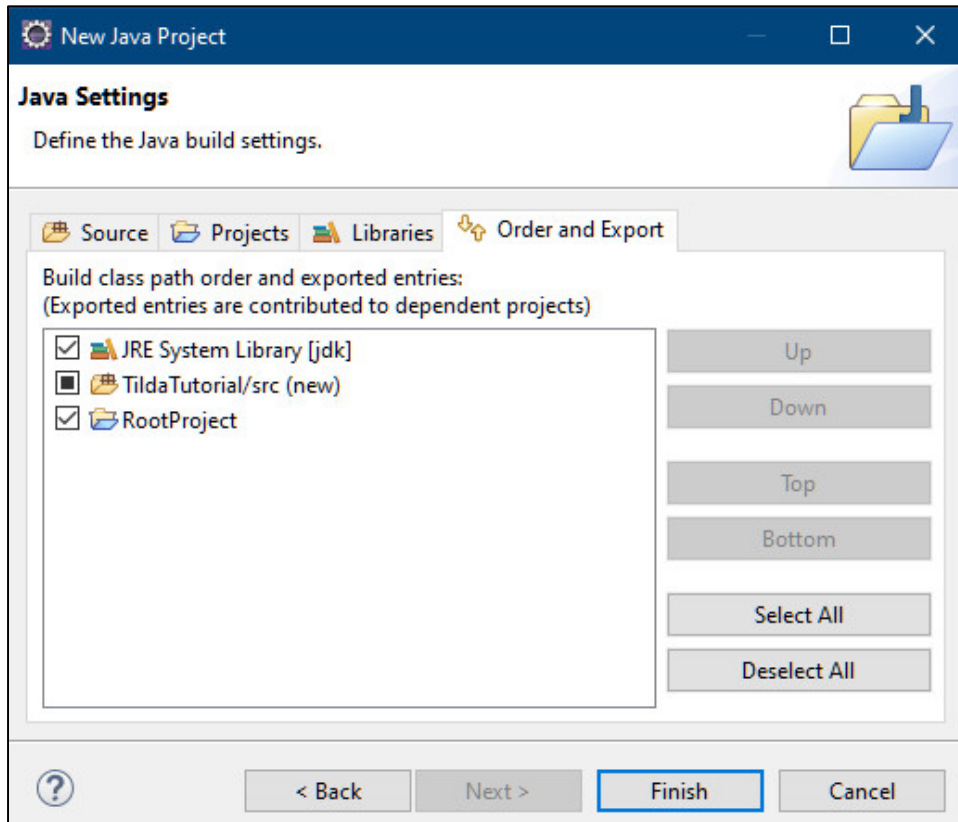 New Java Project
Java Settings
Define the Java build settings.
Source Projects Libraries Order and Export
Build class path order and exported entries:
(Exported entries are contributed to dependent projects)
JRE System Library [jdk]
TildaTutorial/src (new)
RootProject
Up
Down
Top
Bottom
Select All
Deselect All
? < Back Next > Finish Cancel